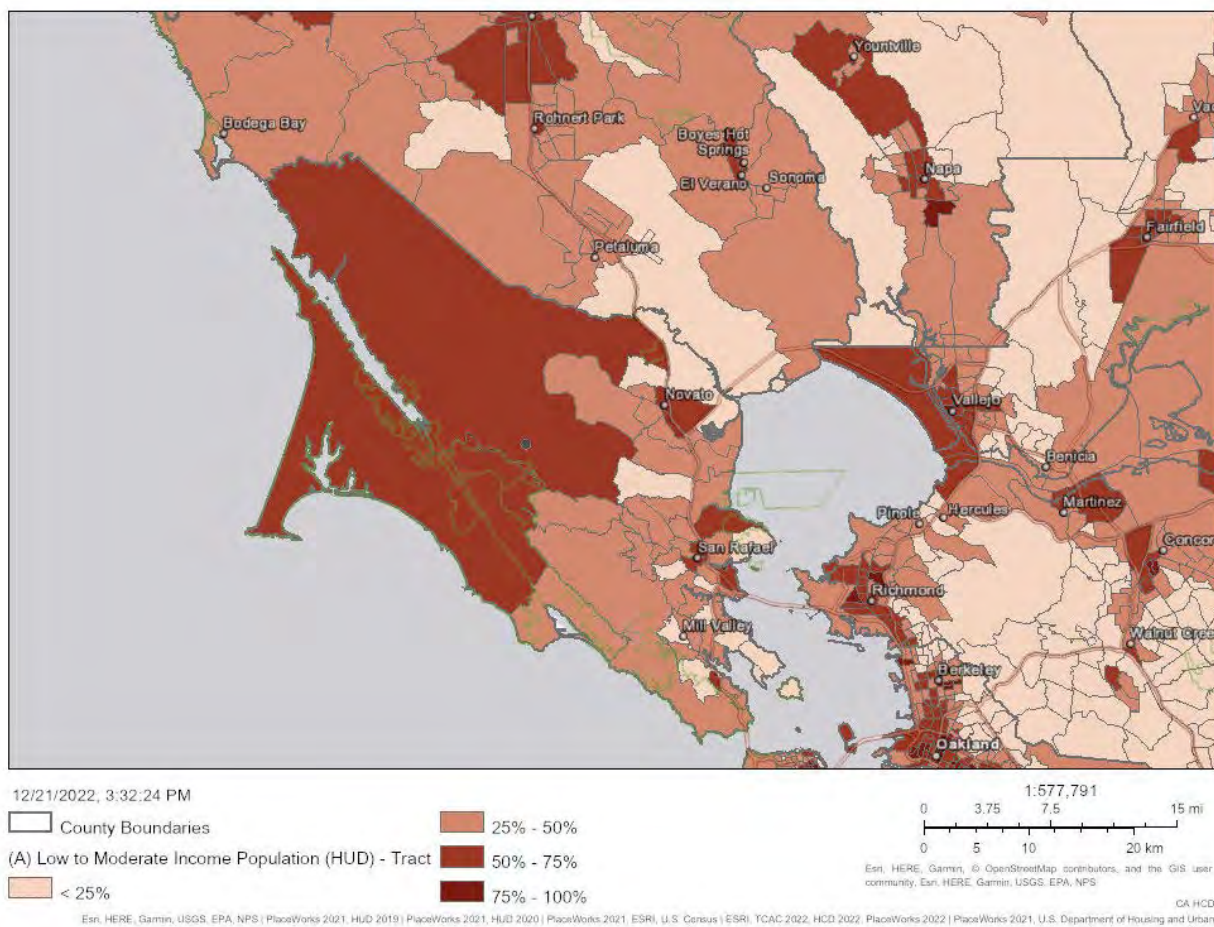 Yountville
Bodega Bay
Rohnert Park
Boyes Hot
Springs
El Verano
Sonoma
Napa
Fairfield
Petaluma
Novato
Vallejo
Benicia
Martinez
Pinole
Hercules
San Rafael
Richmond
Concor
Mill Valley
Walnut Cree
Berkeley
Oakland
12/21/2022, 3:32:24 PM
County Boundaries
(A) Low to Moderate Income Population (HUD) - Tract
< 25%
25% - 50%
50% - 75%
75% - 100%
1:577,791
0 3.75 7.5 15 mi
0 5 10 20 km
Esri, HERE, Garmin, © OpenStreetMap contributors, and the GIS user
community, Esri, HERE, Garmin, USGS, EPA, NPS
CA HCD
Esri, HERE, Garmin, USGS, EPA, NPS | PlaceWorks 2021, HUD 2019 | PlaceWorks 2021, HUD 2020 | PlaceWorks 2021, ESRI, U.S. Census | ESRI, TCAC 2022, HCD 2022, PlaceWorks 2022 | PlaceWorks 2021, U.S. Department of Housing and Urban